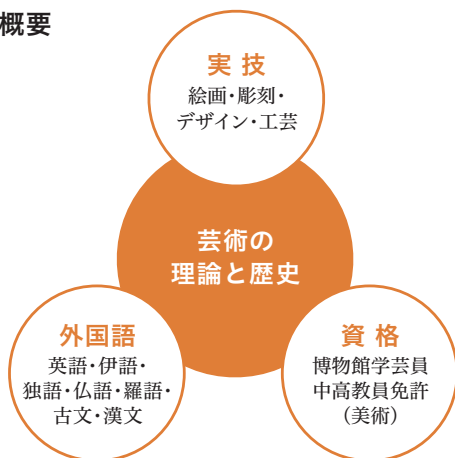 概要
実技
絵画・彫刻・
デザイン・工芸
芸術の
理論と歴史
外国語
英語・伊語・
独語・仏語・羅語・
古文・漢文
資格
博物館学芸員
中高教員免許
（美術）